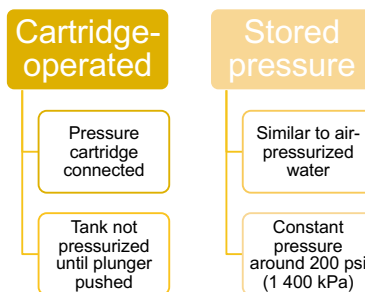 Cartridge-
operated
Pressure
cartridge
connected
Tank not
pressurized
until plunger
pushed
Stored
pressure
Similar to air-
pressurized
water
Constant
pressure
around 200 psi
(1 400 kPa)